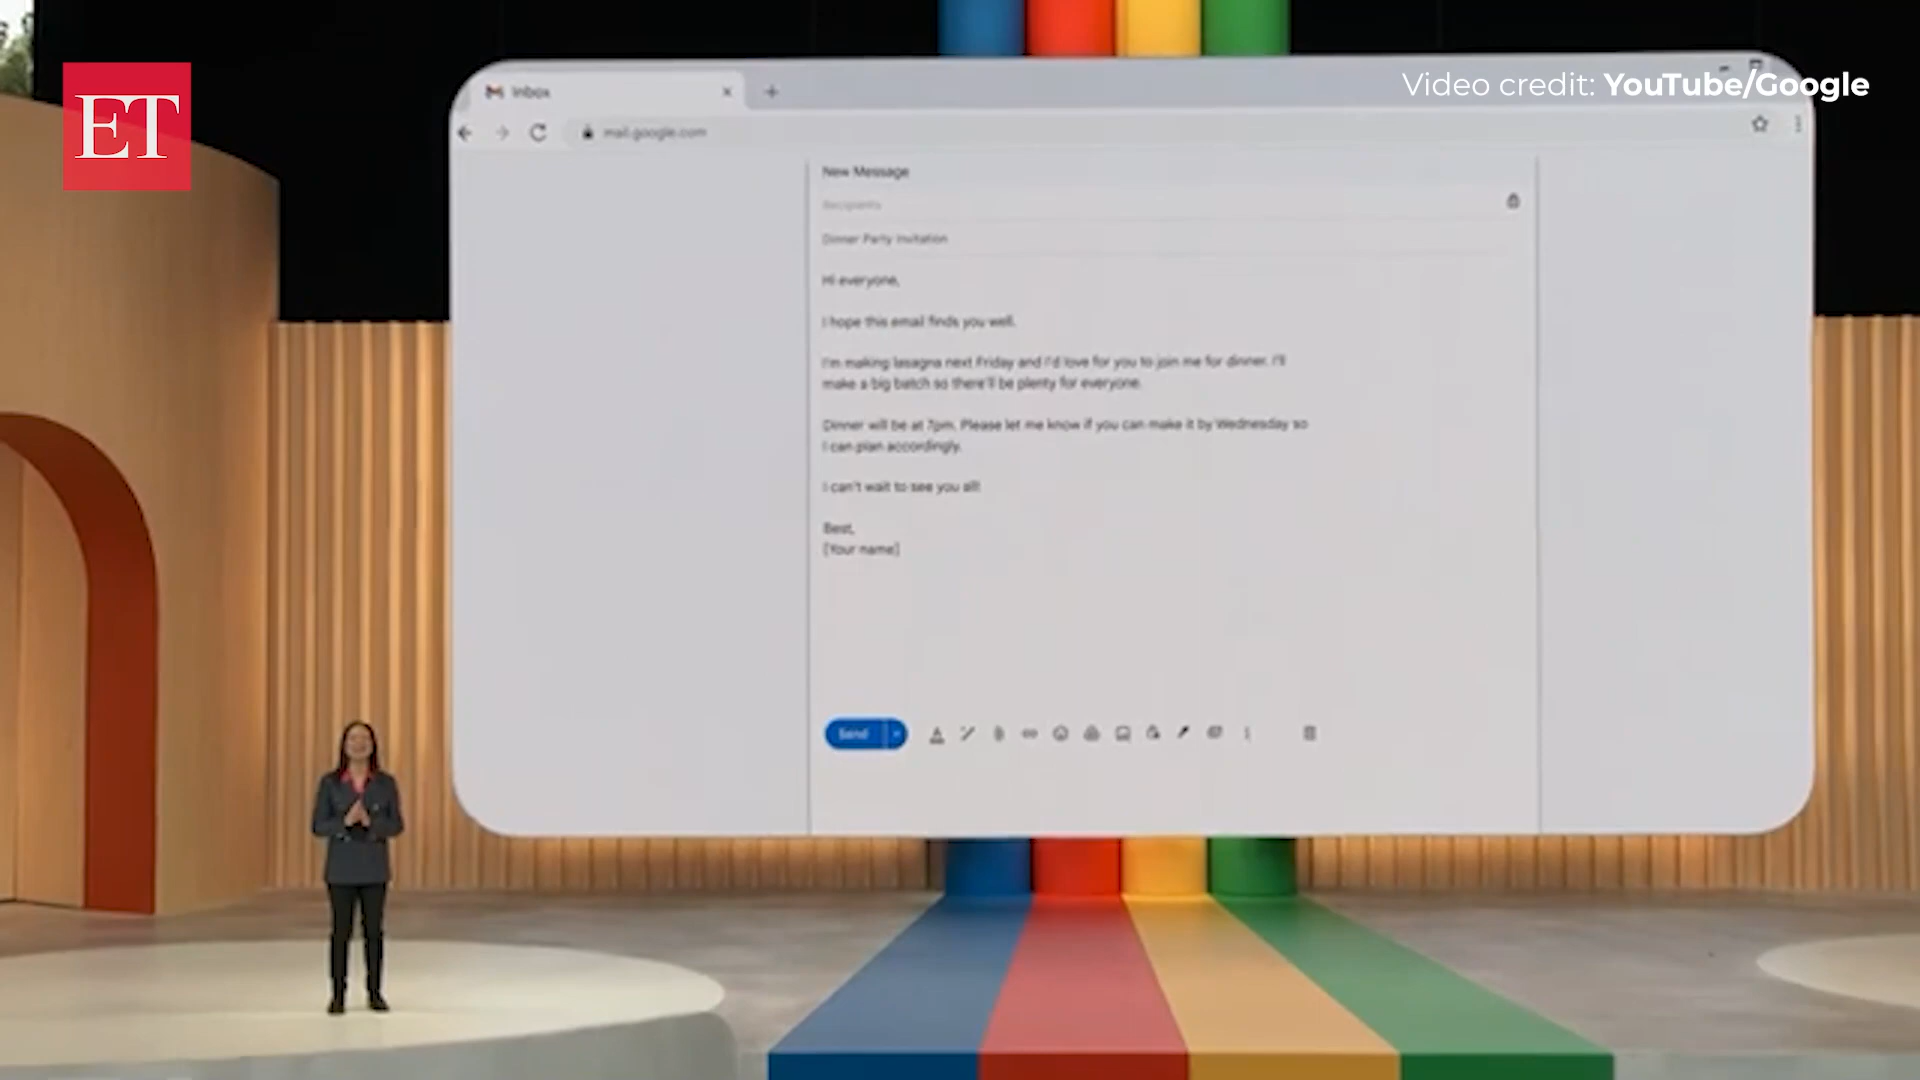 ET
Video credit: YouTube/Google
Inbox
mail.google.com
New Message
Recipients
Dinner Party Invitation
Hi everyone,
I hope this email finds you well.
I'm making lasagna next Friday and I'd love for you to join me for dinner. I'll
make a big batch so there'll be plenty for everyone.
Dinner will be at 7pm. Please let me know if you can make it by Wednesday so
I can plan accordingly.
I can't wait to see you all!
Best,
[Your name]
Send